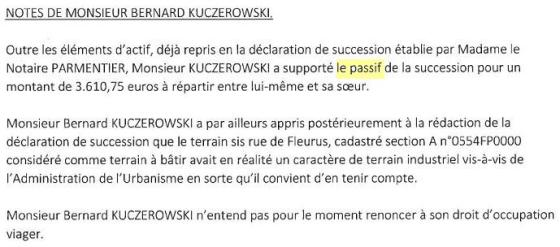 NOTES DE MONSIEUR BERNARD KUCZEROWSKI.
Outre les éléments d'actif, déjà repris en la déclaration de succession établie par Madame le
Notaire PARMENTIER, Monsieur KUCZEROWSKI a supporté le passif de la succession pour un
montant de 3.610,75 euros à répartir entre lui-même et sa sœur.
Monsieur Bernard KUCZEROWSKI a par ailleurs appris postérieurement à la rédaction de la
déclaration de succession que le terrain sis rue de Fleurus, cadastré section A n°0554FP0000
considéré comme terrain à bâtir avait en réalité un caractère de terrain industriel vis-à-vis de
l'Administration de l'Urbanisme en sorte qu'il convient d'en tenir compte.
Monsieur Bernard KUCZEROWSKI n'entend pas pour le moment renoncer à son droit d'occupation
viager.